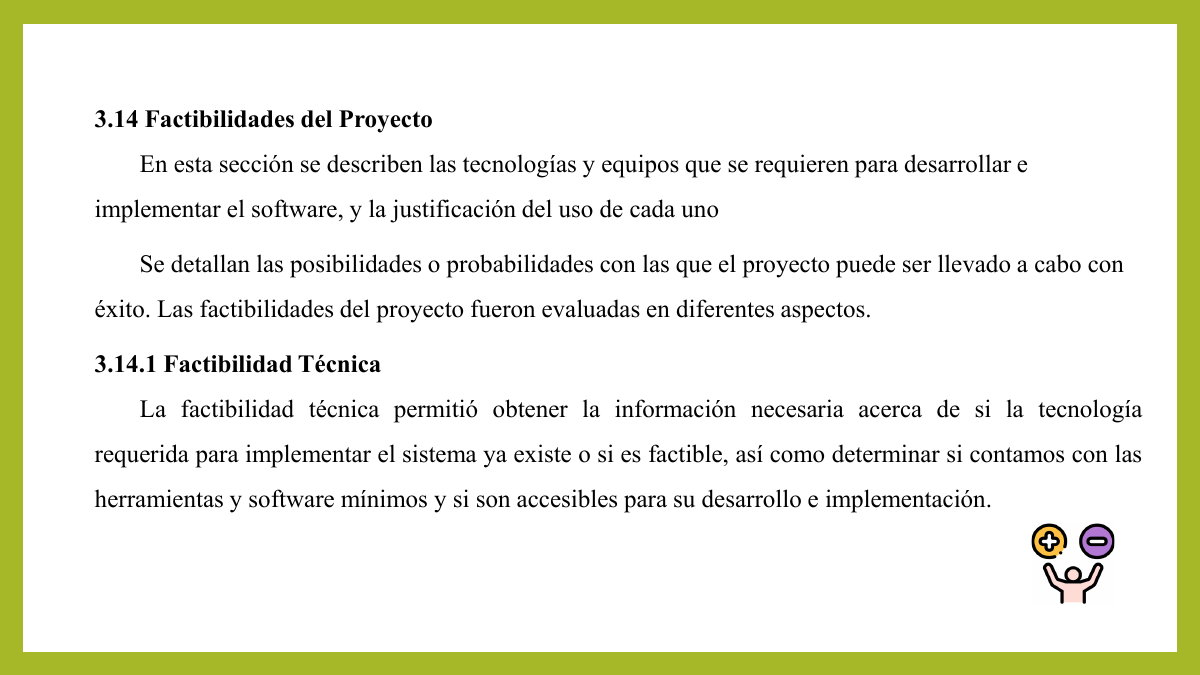 3.14 Factibilidades del Proyecto
En esta sección se describen las tecnologías y equipos que se requieren para desarrollar e
implementar el software, y la justificación del uso de cada uno
Se detallan las posibilidades o probabilidades con las que el proyecto puede ser llevado a cabo con
éxito. Las factibilidades del proyecto fueron evaluadas en diferentes aspectos.
3.14.1 Factibilidad Técnica
La factibilidad técnica permitió obtener la información necesaria acerca de si la tecnología
requerida para implementar el sistema ya existe o si es factible, así como determinar si contamos con las
herramientas y software mínimos y si son accesibles para su desarrollo e implementación.